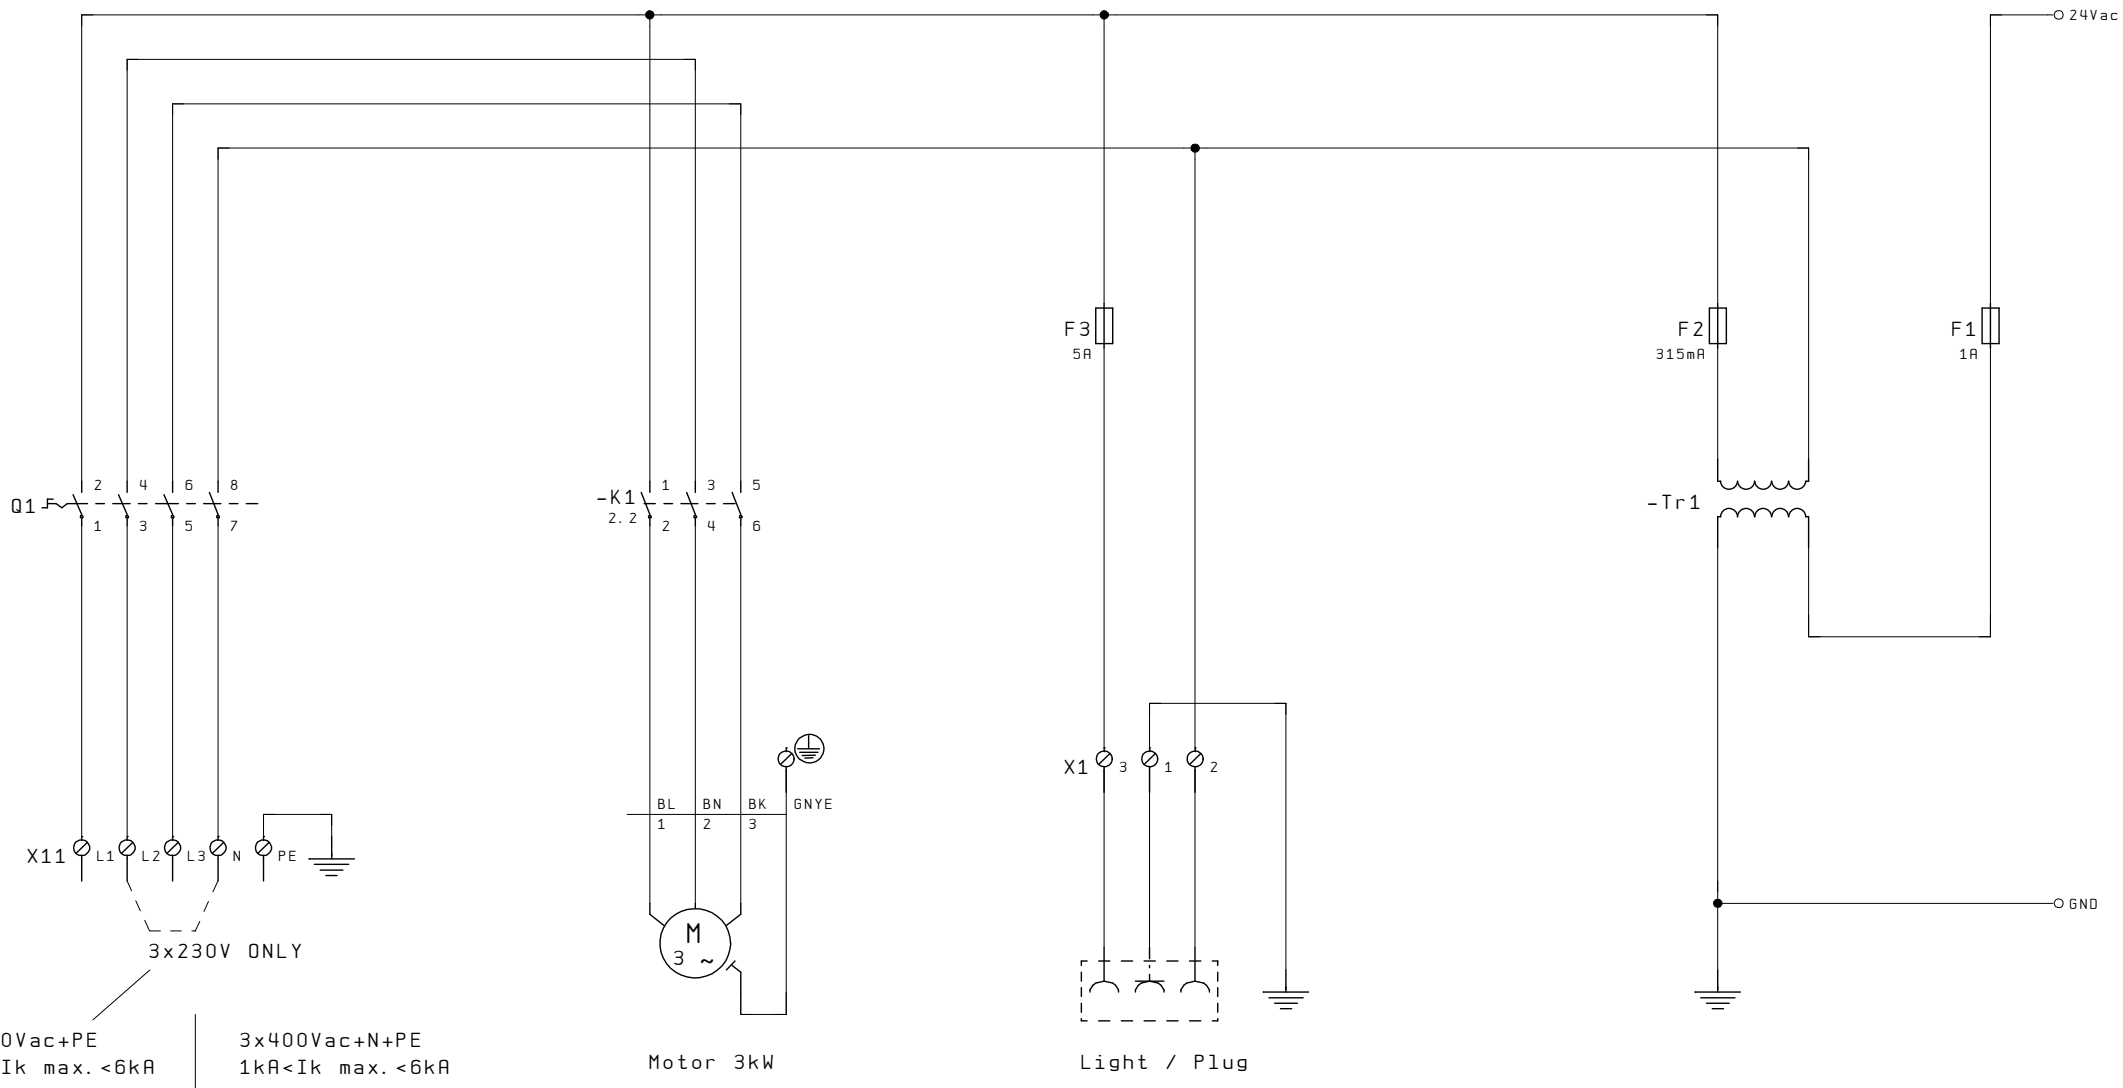 24Vac
F3
5A
F2
315mA
F1
1A
2 4 6 8
Q1
1 3 5 7
1 3 5
-K1
2.2
2 4 6
-Tr1
X1 3 1 2
BL BN BK GNYE
1 2 3
X11 L1 L2 L3 N PE
GND
M
3 ~
3x230V ONLY
0Vac+PE
Ik max.<6kA
3x400Vac+N+PE
1kA<Ik max.<6kA
Motor 3kW
Light / Plug